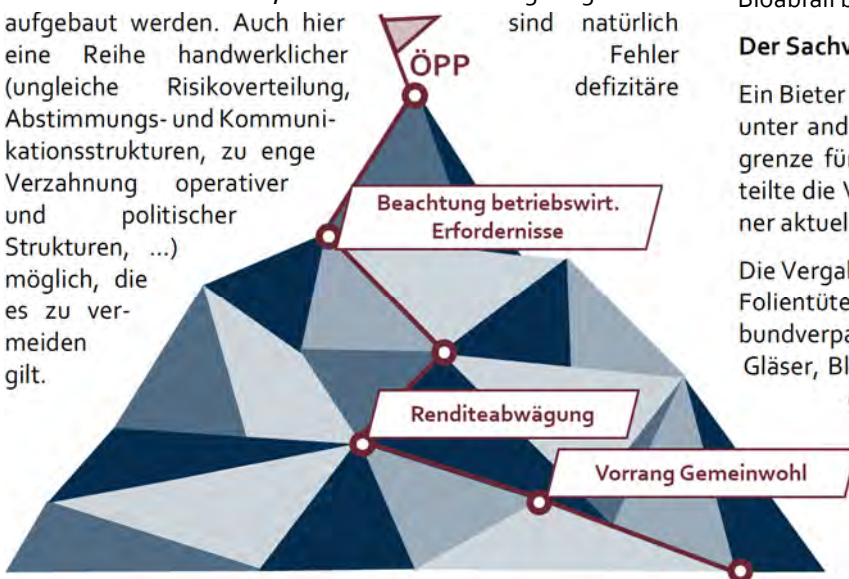 aufgebaut werden. Auch hier sind natürlich
eine Reihe handwerklicher Fehler
(ungleiche Risikoverteilung, defizitäre
Abstimmungs- und Kommuni-
kationsstrukturen, zu enge
Verzahnung operativer
und politischer
Strukturen, ...)
möglich, die
es zu ver-
meiden
gilt.
ÖPP
Beachtung betriebswirt.
Erfordernisse
Renditeabwägung
Vorrang Gemeinwohl
Der Sachv
Ein Bieter
unter and
grenze für
teilte die V
ner aktuel
Die Vergal
Folientüte
bundverpa
Gläser, Bl